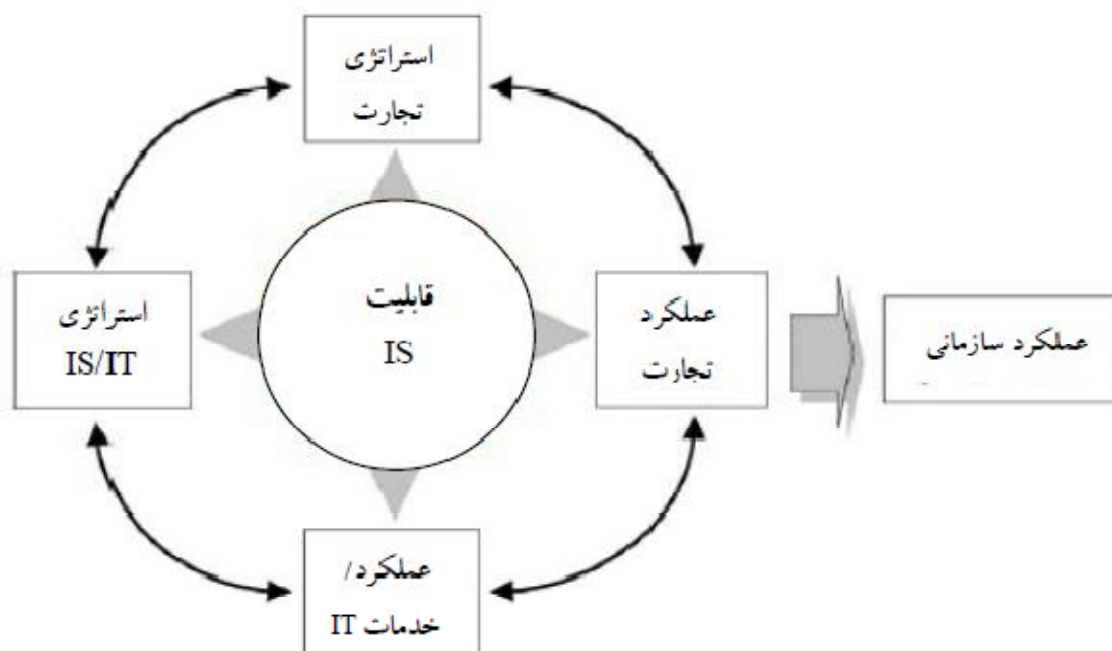 استراتژی
تجارت
قابلیت
IS
استراتژی
IS/IT
عملکرد
تجارت
عملکرد سازمانی
عملکرد/
خدمات IT